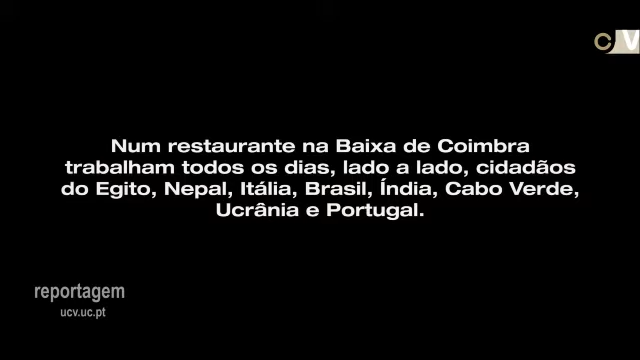 CV
Num restaurante na Baixa de Coimbra
trabalham todos os dias, lado a lado, cidadãos
do Egito, Nepal, Itália, Brasil, Índia, Cabo Verde,
Ucrânia e Portugal.
reportagem
ucv.uc.pt